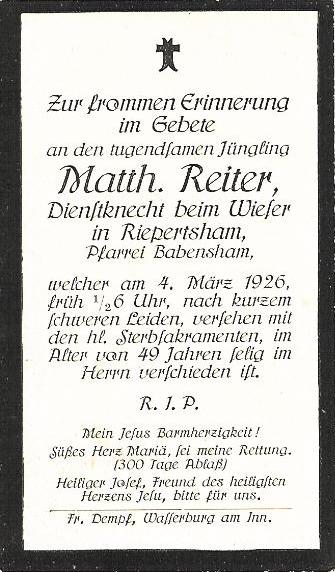 Zur frommen Erinnerung
im Gebete
an den tugendsamen Jüngling
Matth. Reiter,
Dienstknecht beim Wieser
in Riepertsham,
Pfarrei Babensham,
welcher am 4. März 1926,
früh ½6 Uhr, nach kurzem
schweren Leiden, versehen mit
den hl. Sterbsakramenten, im
Alter von 49 Jahren selig im
Herrn verschieden ist.
R. I. P.
Mein Jesus Barmherzigkeit!
Süßes Herz Mariä, sei meine Rettung.
(300 Tage Ablaß)
Heiliger Josef, Freund des heiligsten
Herzens Jesu, bitte für uns.
Fr. Dempf, Wasserburg am Inn.